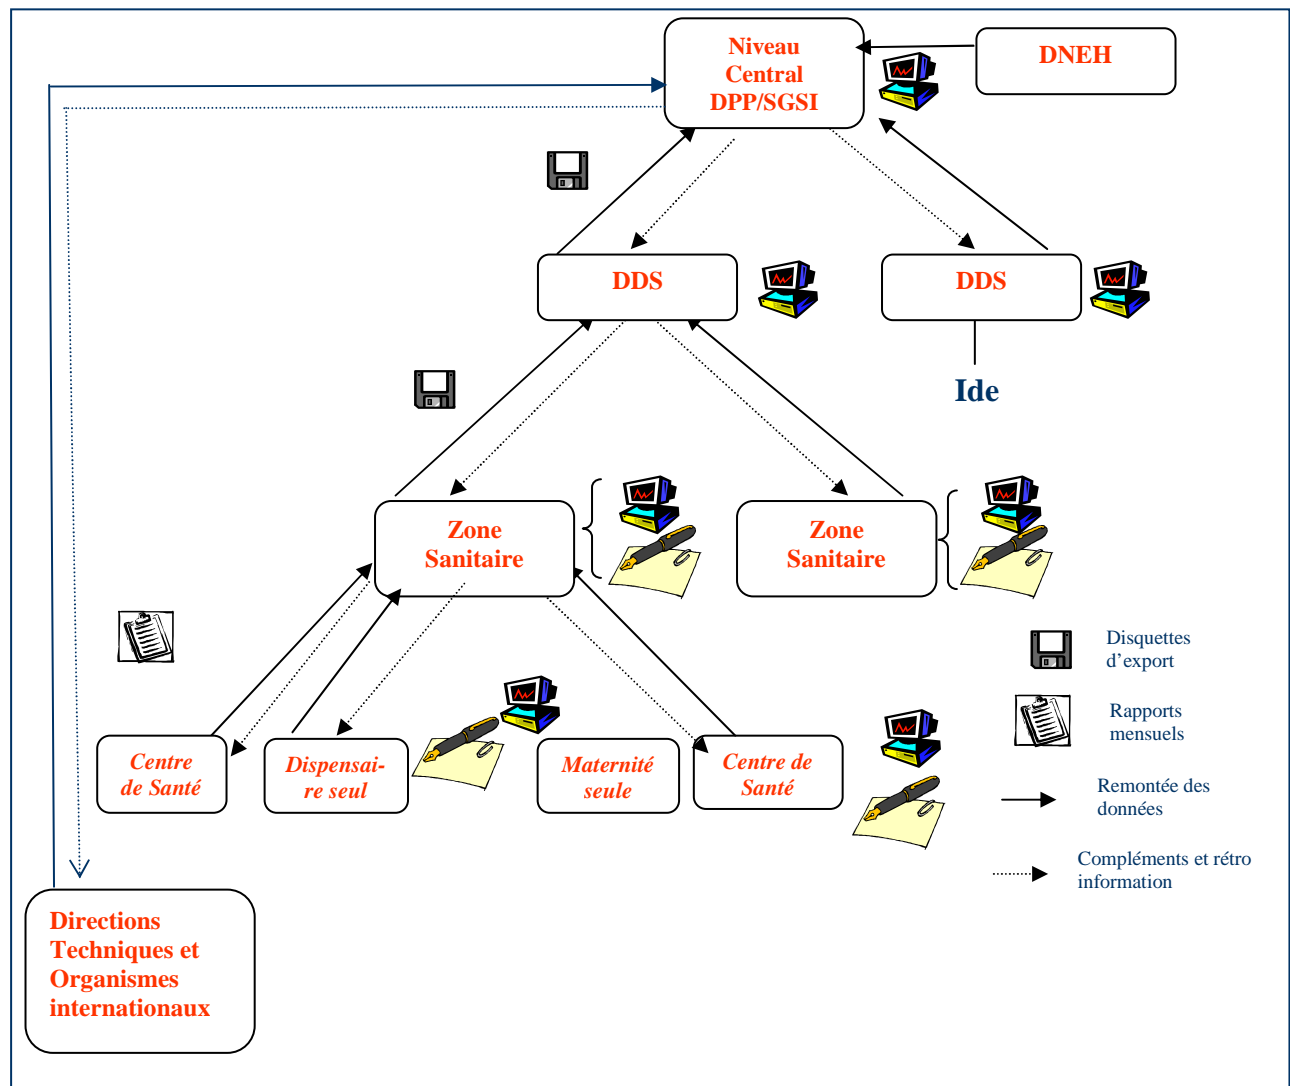 Niveau
Central
DPP/SGSI
DNEH
DDS
DDS
Ide
Zone
Sanitaire
Zone
Sanitaire
Disquettes
d'export
Rapports
mensuels
Centre
de Santé
Dispensai-
re seul
Maternité
seule
Centre de
Santé
Remontée des
données
Compléments et rétro
information
Directions
Techniques et
Organismes
internationaux